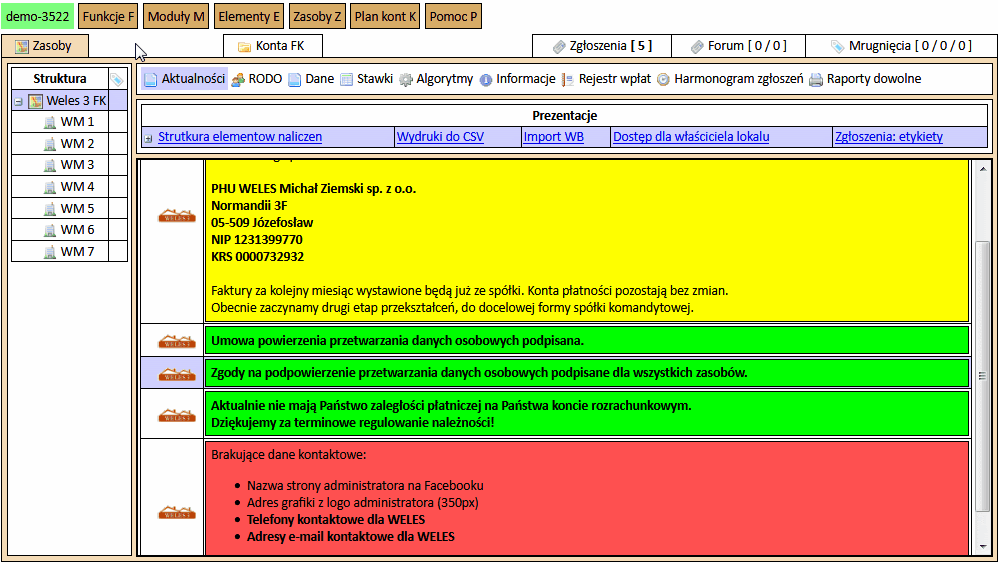 demo-3522 Funkcje F Moduły M Elementy E Zasoby Z Plan kont K Pomoc P
Zasoby Konta FK Zgłoszenia [ 5 ] Forum [ 0 / 0 ] Mrugnięcia [ 0 / 0 / 0 ]
Struktura
Weles 3 FK
WM 1
WM 2
WM 3
WM 4
WM 5
WM 6
WM 7
Aktualności RODO Dane Stawki Algorytmy Informacje Rejestr wpłat Harmonogram zgłoszeń Raporty dowolne
Prezentacje
Strutkura elementow naliczen Wydruki do CSV Import WB Dostęp dla właściciela lokalu Zgłoszenia: etykiety
WELES 3
PHU WELES Michał Ziemski sp. z o.o.
Normandii 3F
05-509 Józefosław
NIP 1231399770
KRS 0000732932
Faktury za kolejny miesiąc wystawione będą już ze spółki. Konta płatności pozostają bez zmian.
Obecnie zaczynamy drugi etap przekształceń, do docelowej formy spółki komandytowej.
WELES 3
Umowa powierzenia przetwarzania danych osobowych podpisana.
WELES 3
Zgody na podpowierzenie przetwarzania danych osobowych podpisane dla wszystkich zasobów.
WELES 3
Aktualnie nie mają Państwo zaległości płatniczej na Państwa koncie rozrachunkowym.
Dziękujemy za terminowe regulowanie należności!
WELES 3
Brakujące dane kontaktowe:
• Nazwa strony administratora na Facebooku
• Adres grafiki z logo administratora (350px)
• Telefony kontaktowe dla WELES
• Adresy e-mail kontaktowe dla WELES